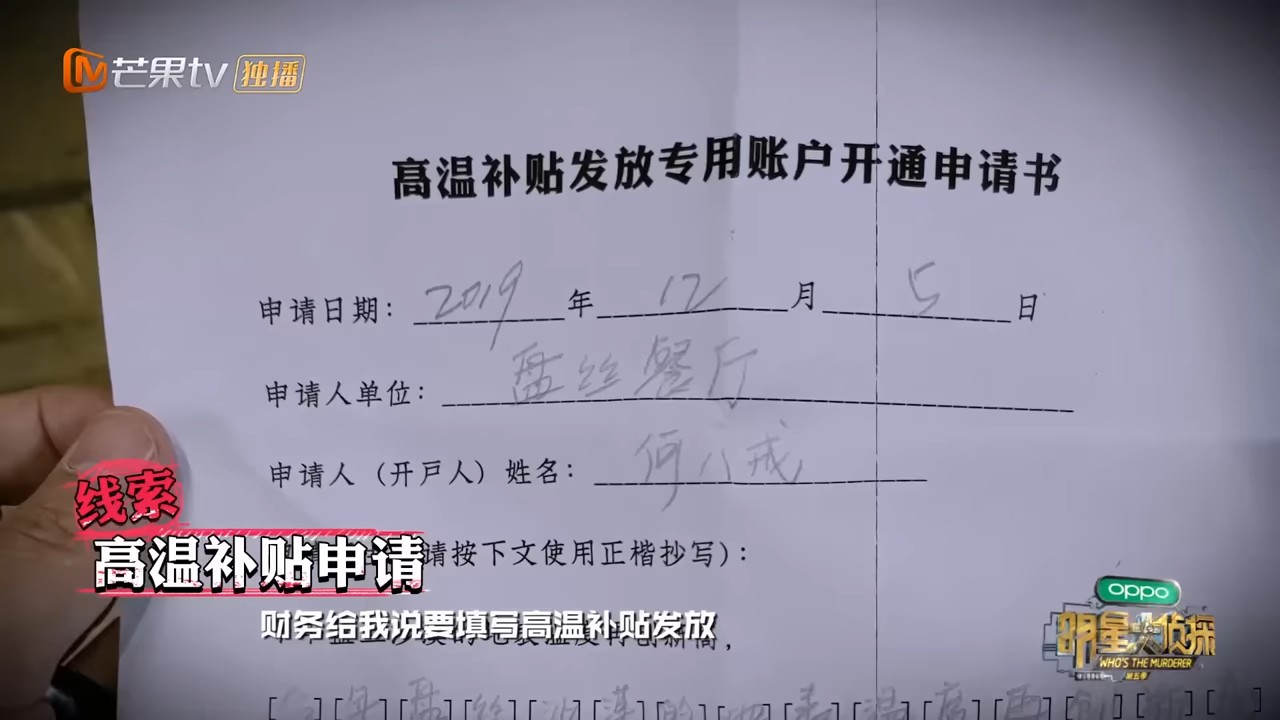 芒果tv 独播
高温补贴发放专用账户开通申请书
申请日期：2019年12月5日
申请人单位：盘丝餐厅
申请人（开户人）姓名：何八戒
请按下文使用正楷抄写）：
线索
高温补贴申请
财务给我说要填写高温补贴发放
oppo
明星大侦探
WHO'S THE MURDERER
第五季